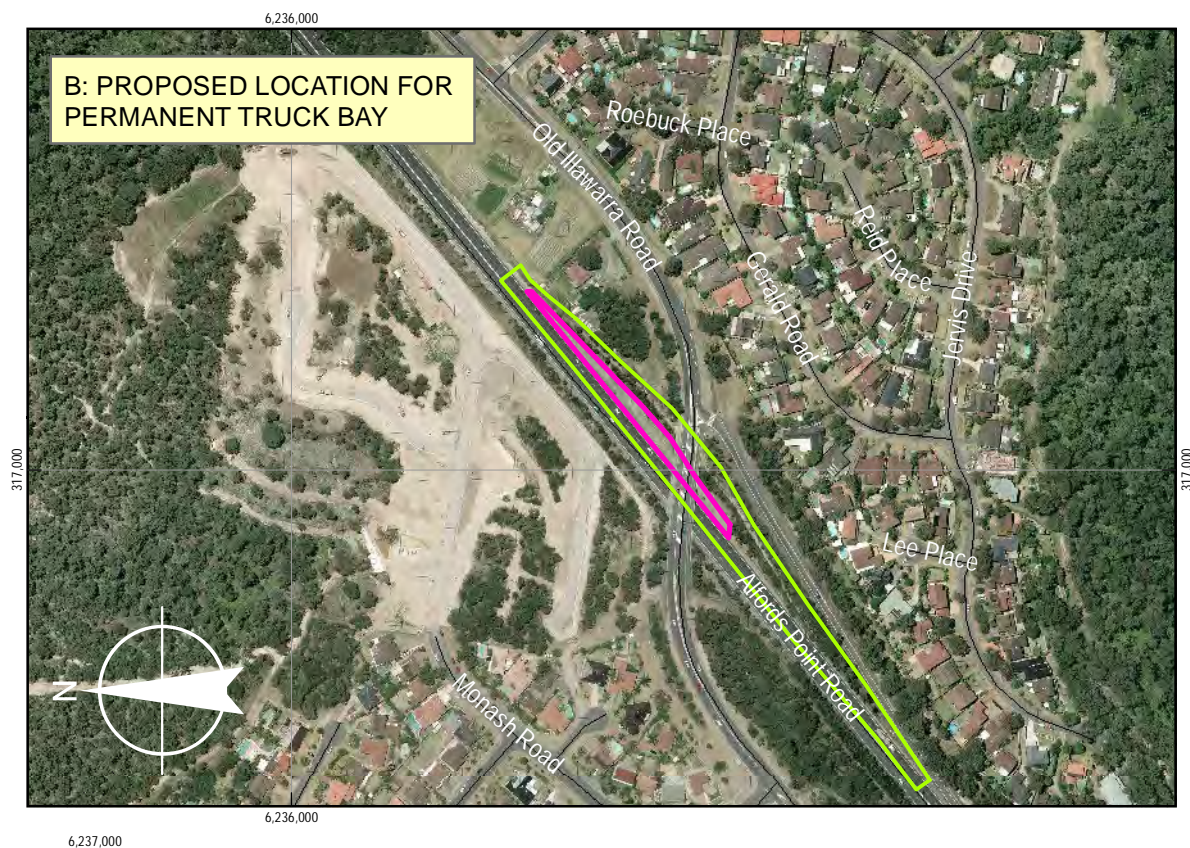 6,236,000
B: PROPOSED LOCATION FOR
PERMANENT TRUCK BAY
Roebuck Place
Old Illawarra Road
Reid Place
Gerald Road
Jervis Drive
317,000
317,000
Lee Place
Alfords Point Road
N
Monash Road
6,236,000
6,237,000